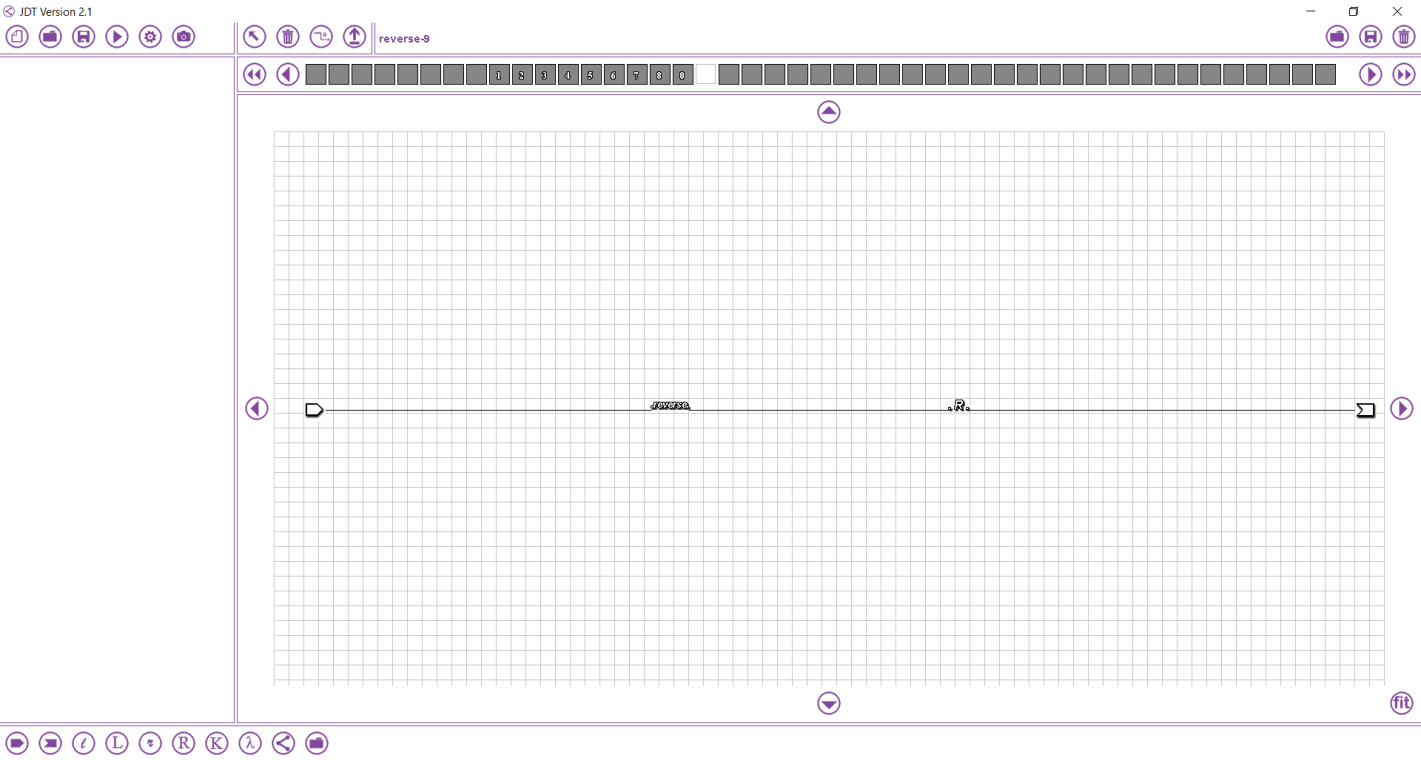 JDT Version 2.1
reverse-9
1 2 3 4 5 6 7 8 0
.reverse.
.R.
fit
l L r R K λ